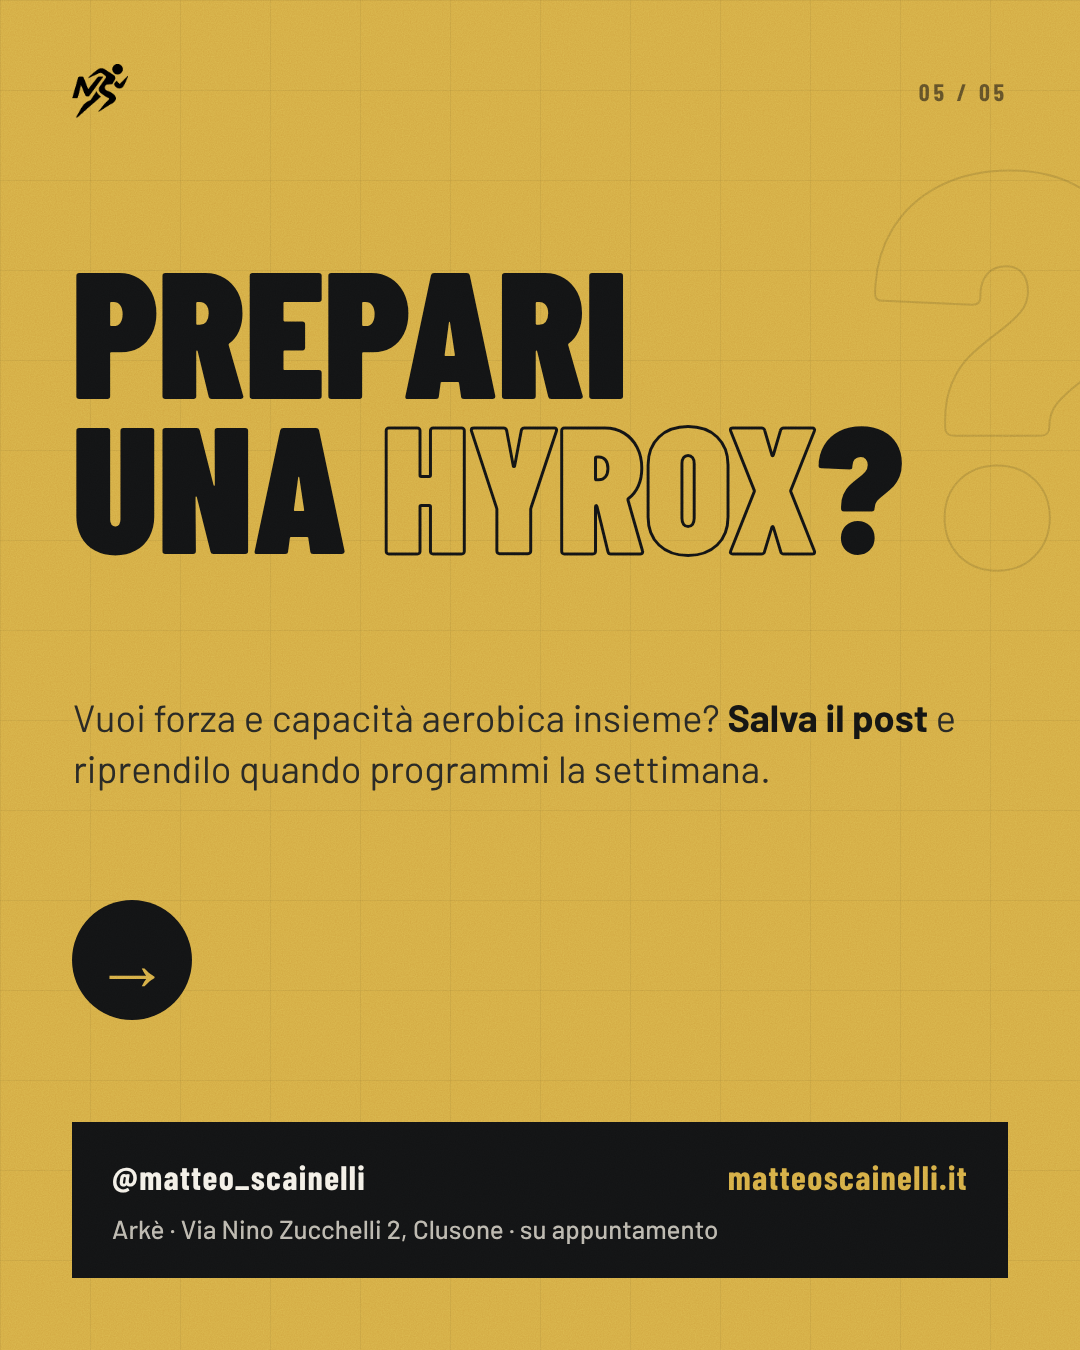 05 / 05
PREPARI
UNA HYROX?
Vuoi forza e capacità aerobica insieme? Salva il post e
riprendilo quando programmi la settimana.
→
@matteo_scainelli
matteoscainelli.it
Arkè · Via Nino Zucchelli 2, Clusone · su appuntamento